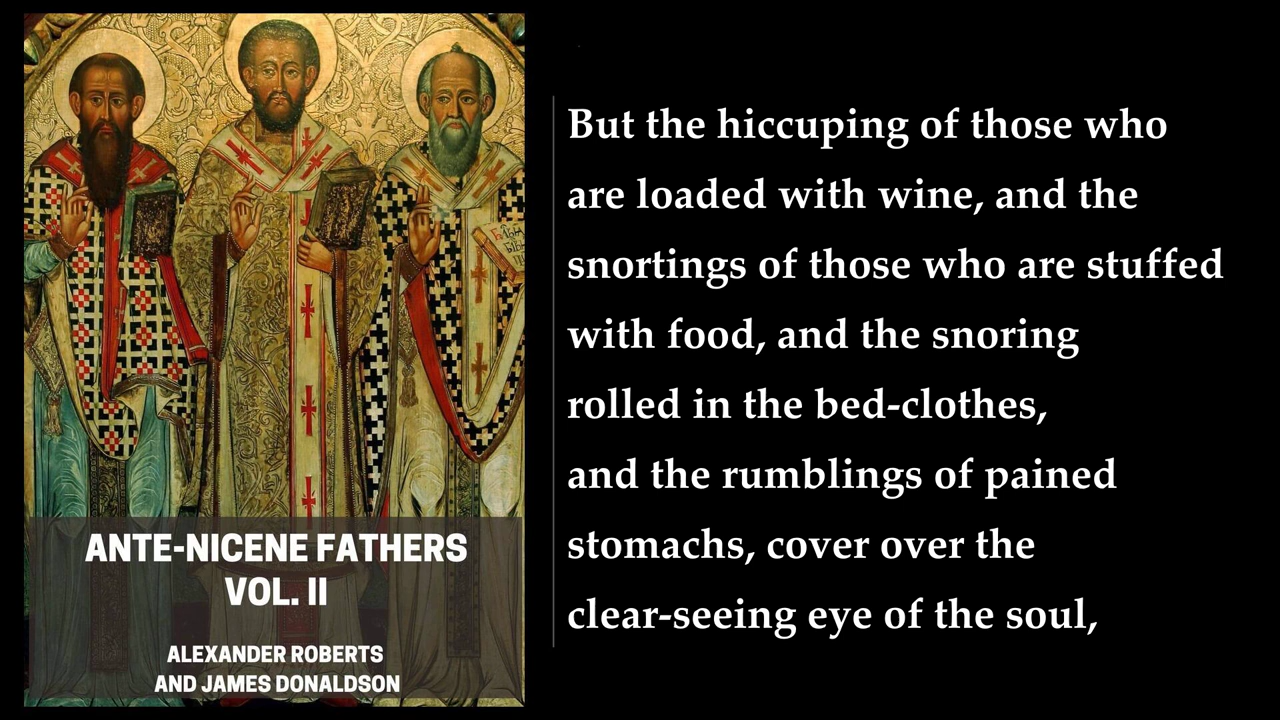 ANTE-NICENE FATHERS
VOL. II
ALEXANDER ROBERTS
AND JAMES DONALDSON
But the hiccuping of those who
are loaded with wine, and the
snortings of those who are stuffed
with food, and the snoring
rolled in the bed-clothes,
and the rumblings of pained
stomachs, cover over the
clear-seeing eye of the soul,